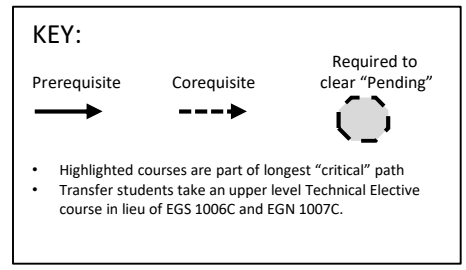 KEY:
Required to
Prerequisite Corequisite clear “Pending”
• Highlighted courses are part of longest “critical” path
• Transfer students take an upper level Technical Elective
course in lieu of EGS 1006C and EGN 1007C.